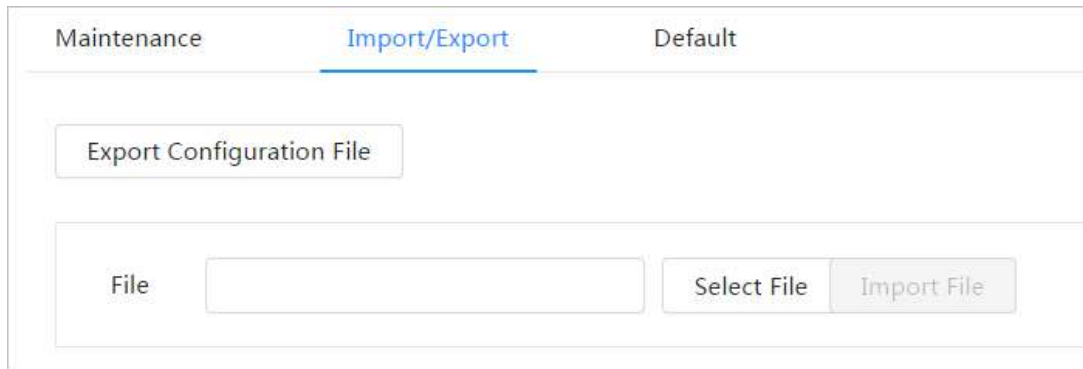 Maintenance Import/Export Default
Export Configuration File
File Select File Import File